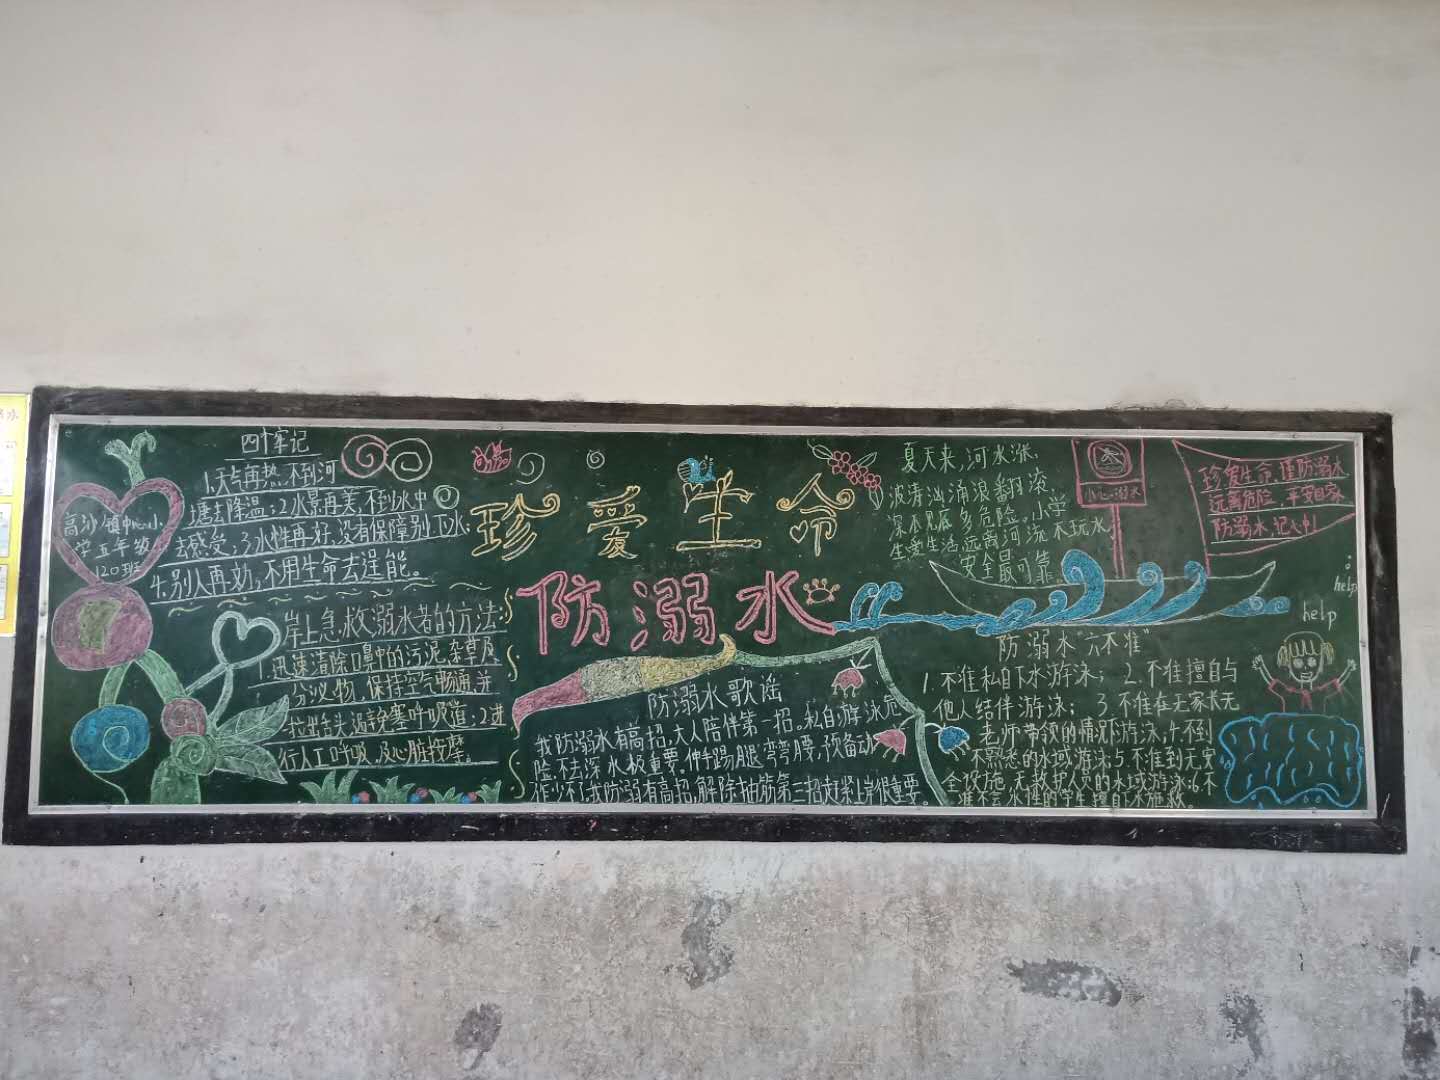 高沙镇中心小
学五年级
120班
四个牢记
1.天气再热,不到河
塘去降温;2水景再美,不到水中
去感受;3水性再好,没有保障别下水;
4.别人再劝,不用生命去逞能。
岸上急救溺水者的方法:
1.迅速清除口鼻中的污泥,杂草及
分泌物,保持空气畅通,并
拉出舌头,避免塞呼吸道;2进
行人工呼吸,及心脏按摩。
珍爱生命
防溺水
防溺水歌谣
我防溺水有高招,大人陪伴第一招。私自游泳危
险不去,深水极重要。伸手踢腿弯弯腰,预备动
作少不了,我防溺有高招,解除抽筋第三招赶紧上岸很重要。
夏天来,河水涨,
波清汹涌浪翻滚,
深不见底多危险。小学
生爱生活远离河流不玩水,
安全最可靠。
小心溺水
珍爱生命,谨防溺水
远离危险,平安回家
防溺水,记心中!
help
help
防溺水"六不准"
1.不准私自下水游泳;2.不准擅自与
他人结伴游泳;3.不准在无家长无
老师带领的情况下游泳,4.不到
不熟悉的水域游泳;5.不准到无安
全设施,无救护人员的水域游泳;6.不
准不会水性的学生擅自下水施救。